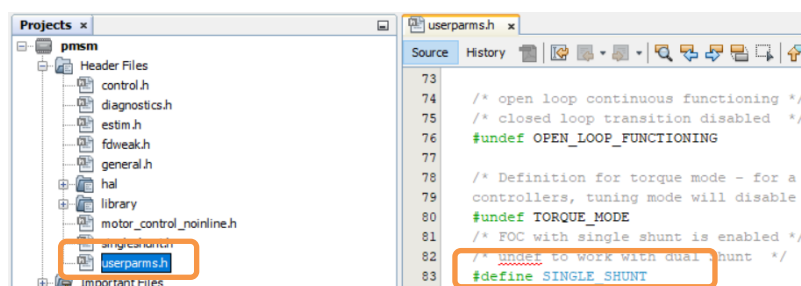 Projects ×
pmsm
Header Files
control.h
diagnostics.h
estim.h
fdweak.h
general.h
hal
library
motor_control_noinline.h
singleshunt.h
userparms.h
Important Files
userparms.h ×
Source History
73
74 /* open loop continuous functioning */
75 /* closed loop transition disabled */
76 #undef OPEN_LOOP_FUNCTIONING
77
78 /* Definition for torque mode - for a
79 controllers, tuning mode will disable
80 #undef TORQUE_MODE
81 /* FOC with single shunt is enabled */
82 /* undef to work with dual shunt */
83 #define SINGLE_SHUNT